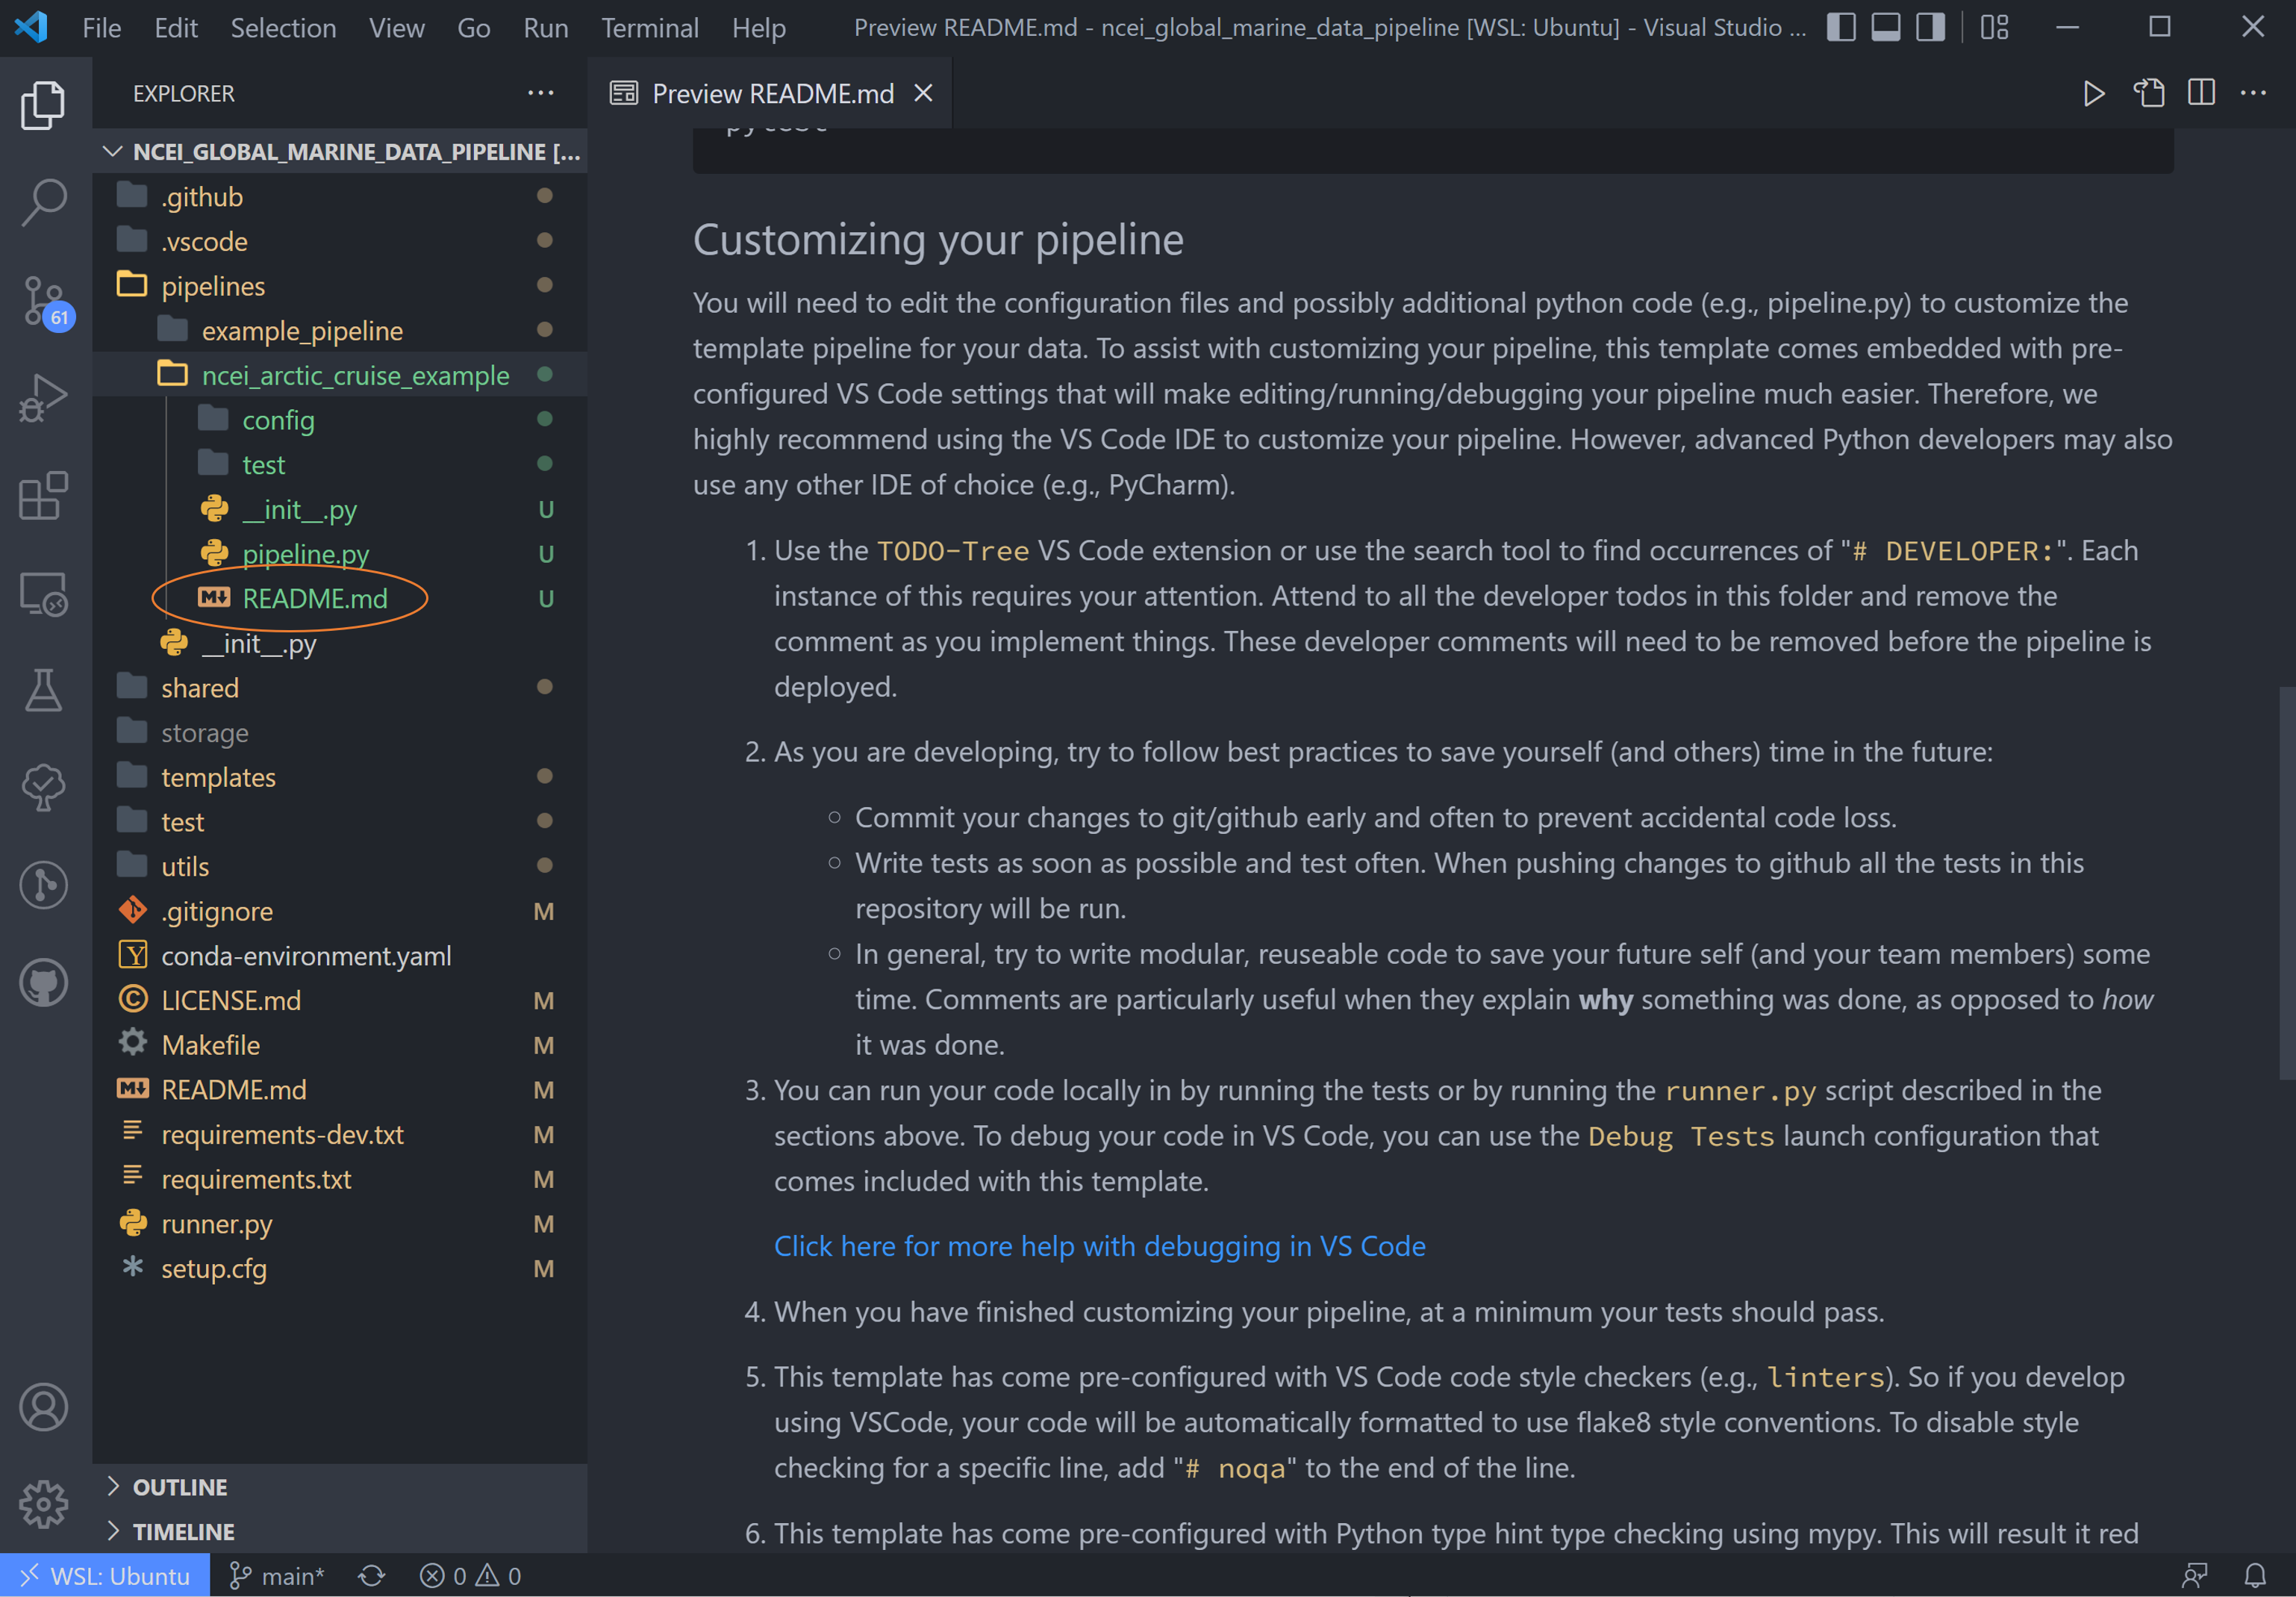 File Edit Selection View Go Run Terminal Help Preview README.md - ncei_global_marine_data_pipeline [WSL: Ubuntu] - Visual Studio ...
EXPLORER
Preview README.md
NCEI_GLOBAL_MARINE_DATA_PIPELINE [...
.github
.vscode
pipelines
example_pipeline
ncei_arctic_cruise_example
config
test
__init__.py U
pipeline.py U
README.md U
__init__.py
shared
storage
templates
test
utils
.gitignore M
conda-environment.yaml
LICENSE.md M
Makefile M
README.md M
requirements-dev.txt M
requirements.txt M
runner.py M
setup.cfg M
OUTLINE
TIMELINE
61
pytest
Customizing your pipeline
You will need to edit the configuration files and possibly additional python code (e.g., pipeline.py) to customize the
template pipeline for your data. To assist with customizing your pipeline, this template comes embedded with pre-
configured VS Code settings that will make editing/running/debugging your pipeline much easier. Therefore, we
highly recommend using the VS Code IDE to customize your pipeline. However, advanced Python developers may also
use any other IDE of choice (e.g., PyCharm).
1. Use the TODO-Tree VS Code extension or use the search tool to find occurrences of "# DEVELOPER:". Each
instance of this requires your attention. Attend to all the developer todos in this folder and remove the
comment as you implement things. These developer comments will need to be removed before the pipeline is
deployed.
2. As you are developing, try to follow best practices to save yourself (and others) time in the future:
Commit your changes to git/github early and often to prevent accidental code loss.
Write tests as soon as possible and test often. When pushing changes to github all the tests in this
repository will be run.
In general, try to write modular, reuseable code to save your future self (and your team members) some
time. Comments are particularly useful when they explain why something was done, as opposed to how
it was done.
3. You can run your code locally in by running the tests or by running the runner.py script described in the
sections above. To debug your code in VS Code, you can use the Debug Tests launch configuration that
comes included with this template.
Click here for more help with debugging in VS Code
4. When you have finished customizing your pipeline, at a minimum your tests should pass.
5. This template has come pre-configured with VS Code code style checkers (e.g., linters). So if you develop
using VSCode, your code will be automatically formatted to use flake8 style conventions. To disable style
checking for a specific line, add "# noqa" to the end of the line.
6. This template has come pre-configured with Python type hint type checking using mypy. This will result it red
WSL: Ubuntu main* 0 0